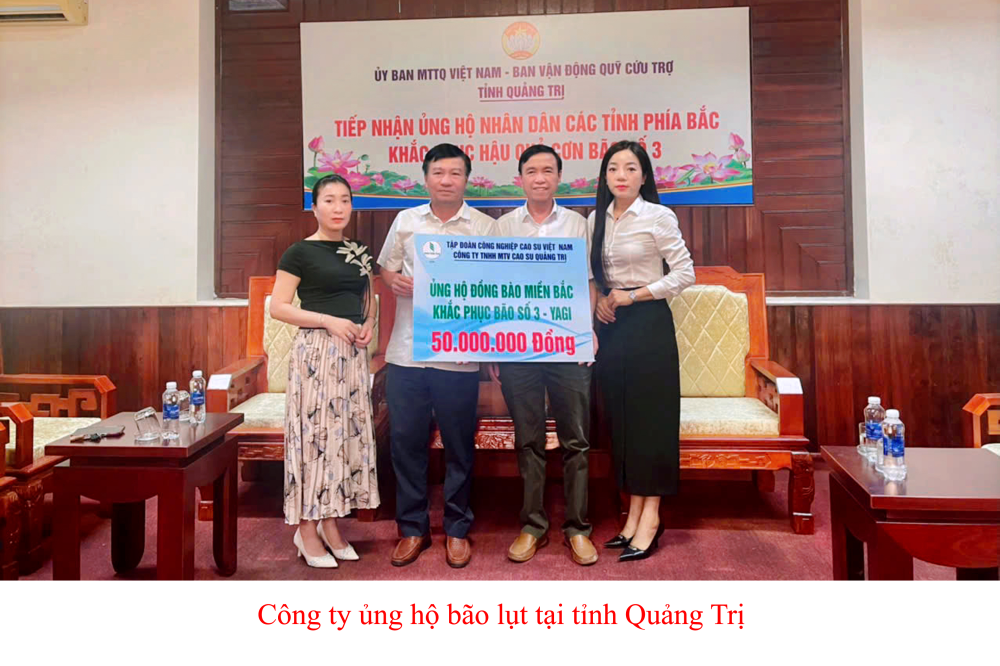 ỦY BAN MTTQ VIỆT NAM - BAN VẬN ĐỘNG QUỸ CỨU TRỢ
TỈNH QUẢNG TRỊ
TIẾP NHẬN ỦNG HỘ NHÂN DÂN CÁC TỈNH PHÍA BẮC
HẬU BÃO SỐ 3
TẬP ĐOÀN CÔNG NGHIỆP CAO SU VIỆT NAM
CÔNG TY TNHH MTV CAO SU QUẢNG TRỊ
ỦNG HỘ ĐỒNG BÀO MIỀN BẮC
KHẮC PHỤC BÃO SỐ 3 - YAGI
50.000.000 Đồng
Công ty ủng hộ bão lụt tại tỉnh Quảng Trị